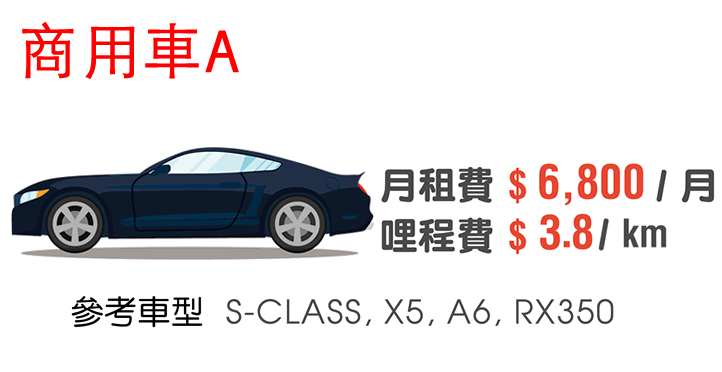 商用車A
月租費 $ 6,800 / 月
哩程費 $ 3.8 / km
參考車型 S-CLASS, X5, A6, RX350